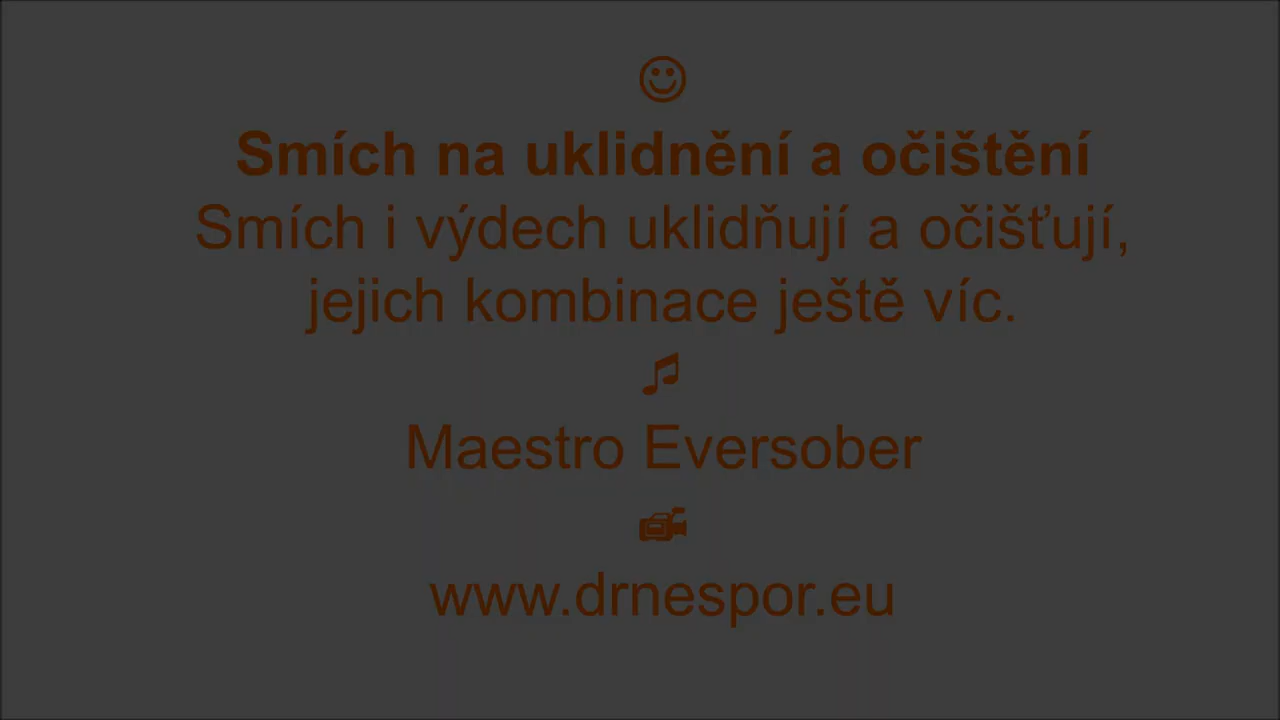 Smích na uklidnění a očištění
Smích i výdech uklidňují a očišťují,
jejich kombinace ještě víc.
Maestro Eversober
www.drnespor.eu